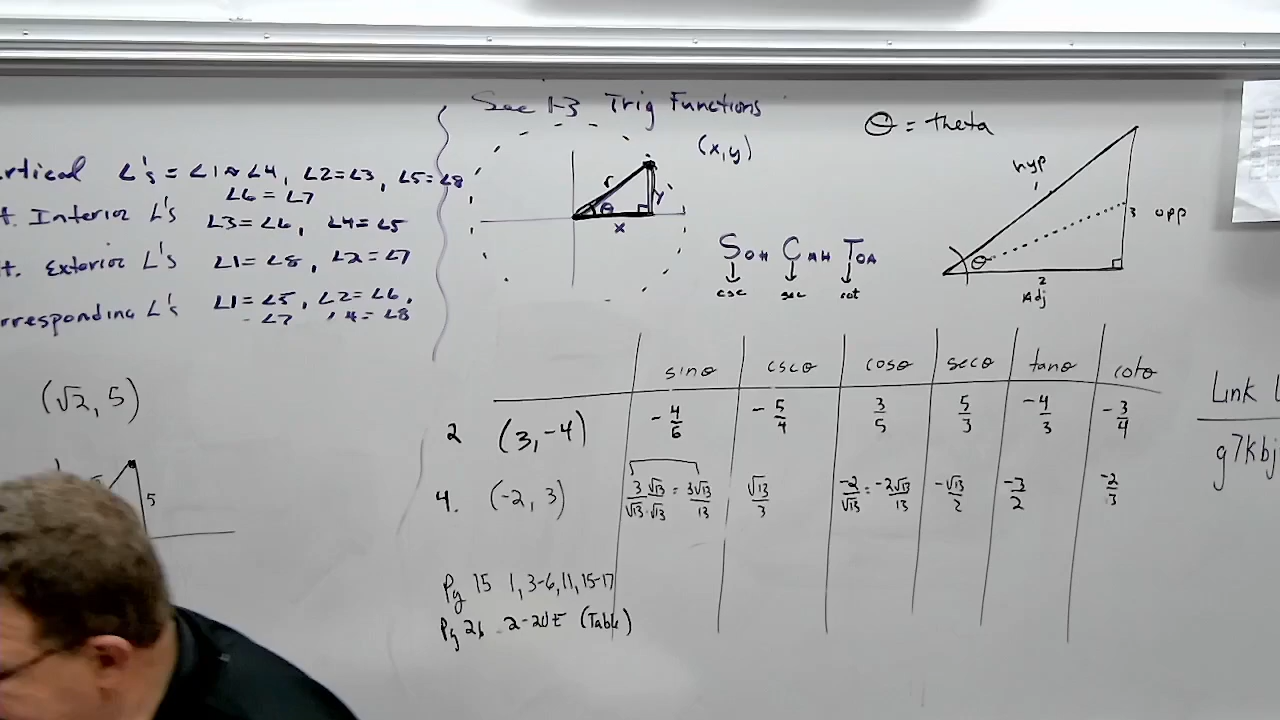 Sec 1-3 Trig Functions
rtical ∠'s = ∠1 ≅ ∠4, ∠2=∠3, ∠5=∠8
∠6 = ∠7
t. Interior ∠'s ∠3=∠6, ∠4=∠5
lt. Exterior ∠'s ∠1=∠8, ∠2=∠7
rresponding ∠'s ∠1=∠5, ∠2=∠6,
∠7 ∠4=∠8
(√2, 5)
5
(x,y)
r
y
θ
x
θ = theta
SOH CAH TOA
csc sec cot
hyp
3 opp
θ
2
Adj
sinθ cscθ cosθ secθ tanθ cotθ
2 (3,-4) -4/6 -5/4 3/5 5/3 -4/3 -3/4
4. (-2, 3) 3/√13 √13/√13 = 3√13/13 √13/3 -2/√13 = -2√13/13 -√13/2 -3/2 -2/3
Pg 15 1, 3-6, 11, 15-17
Pg 26 2-20E (Table)
Link
g7kbj